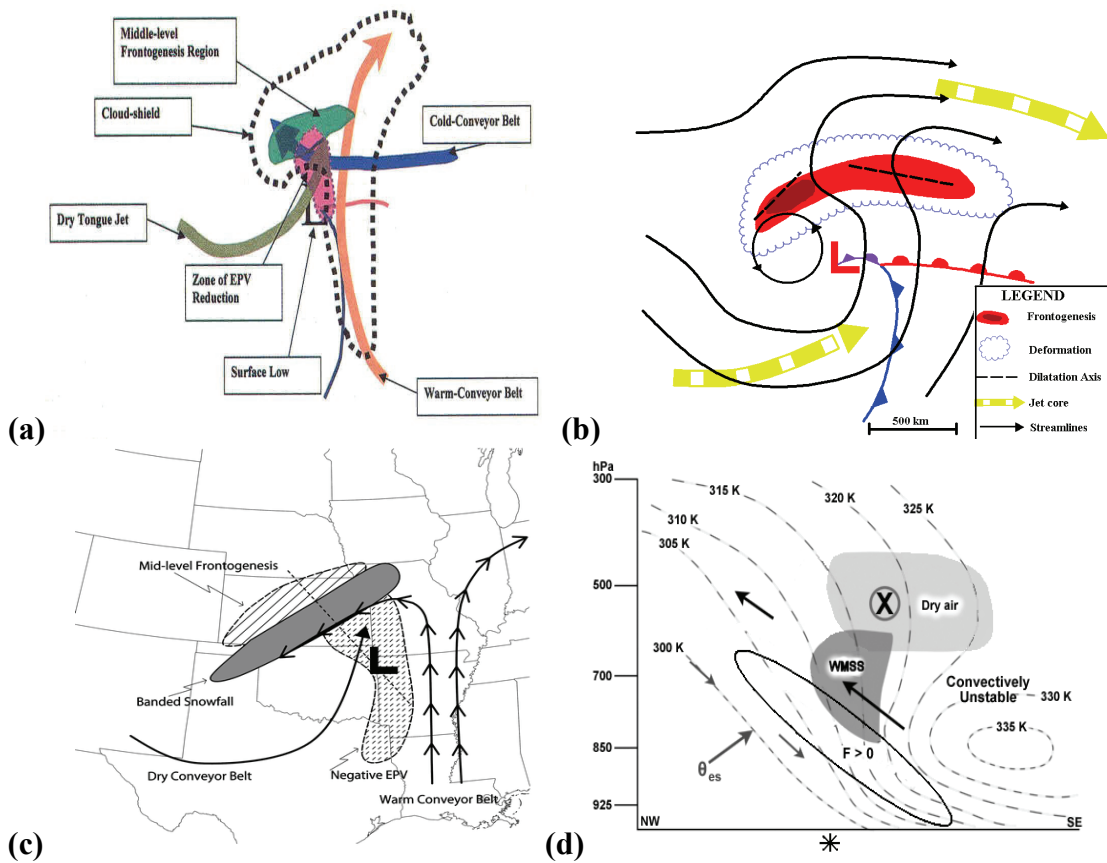 Middle-level
Frontogenesis Region
Cloud-shield
Cold-Conveyor Belt
Dry Tongue Jet
Zone of EPV
Reduction
L
Surface Low
Warm-Conveyor Belt
(a)
L
LEGEND
Frontogenesis
Deformation
Dilatation Axis
Jet core
Streamlines
500 km
(b)
Mid-level Frontogenesis
L
Banded Snowfall
Dry Conveyor Belt
Negative EPV
Warm Conveyor Belt
(c)
hPa
300
500
700
850
925
315 K
320 K
325 K
310 K
305 K
300 K
X
Dry air
WMSS
Convectively
Unstable
330 K
335 K
F > 0
θes
NW
SE
(d)